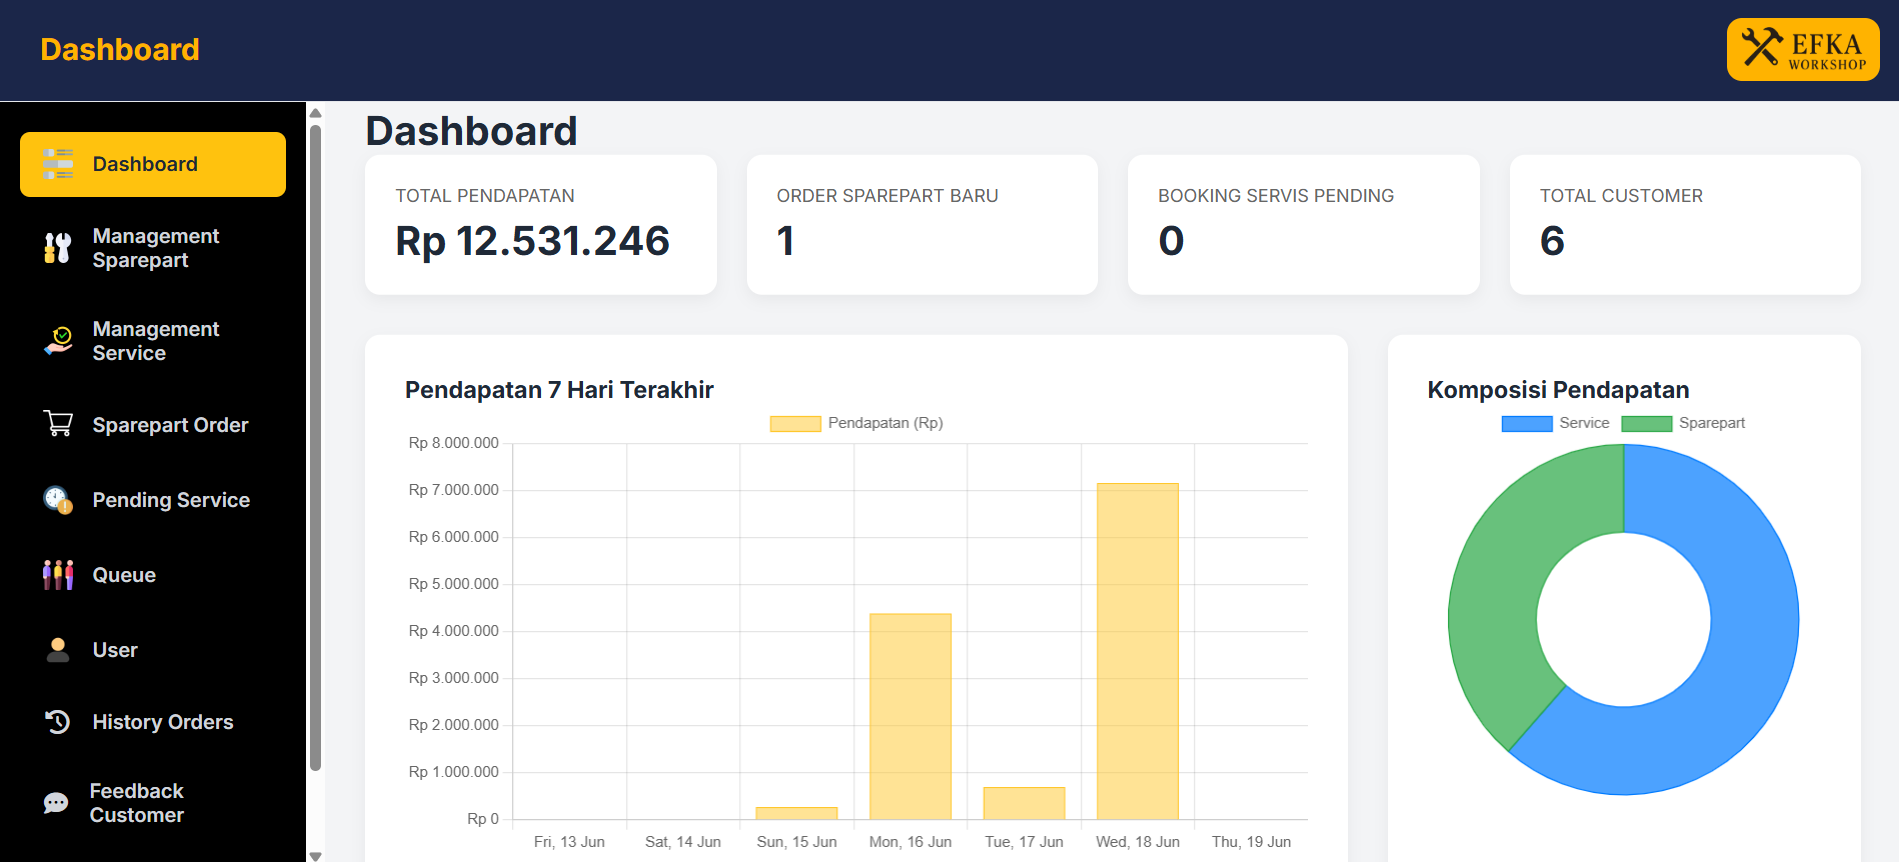 Dashboard
EFKA
WORKSHOP
Dashboard
Management
Sparepart
Management
Service
Sparepart Order
Pending Service
Queue
User
History Orders
Feedback
Customer
Dashboard
TOTAL PENDAPATAN
Rp 12.531.246
ORDER SPAREPART BARU
1
BOOKING SERVIS PENDING
0
TOTAL CUSTOMER
6
Pendapatan 7 Hari Terakhir
Pendapatan (Rp)
Rp 8.000.000
Rp 7.000.000
Rp 6.000.000
Rp 5.000.000
Rp 4.000.000
Rp 3.000.000
Rp 2.000.000
Rp 1.000.000
Rp 0
Fri, 13 Jun
Sat, 14 Jun
Sun, 15 Jun
Mon, 16 Jun
Tue, 17 Jun
Wed, 18 Jun
Thu, 19 Jun
Komposisi Pendapatan
Service
Sparepart